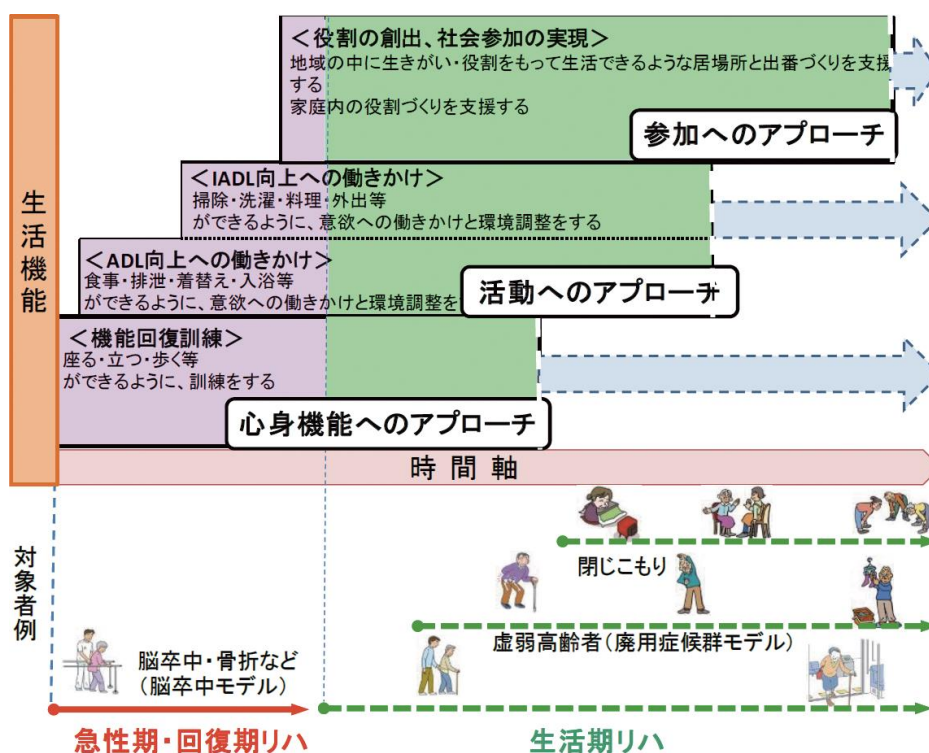 ＜役割の創出、社会参加の実現＞
地域の中に生きがい・役割をもって生活できるような居場所と出番づくりを支援
する
家庭内の役割づくりを支援する
参加へのアプローチ
＜IADL向上への働きかけ＞
掃除・洗濯・料理・外出等
ができるように、意欲への働きかけと環境調整をする
＜ADL向上への働きかけ＞
食事・排泄・着替え・入浴等
ができるように、意欲への働きかけと環境調整を
活動へのアプローチ
＜機能回復訓練＞
座る・立つ・歩く等
ができるように、訓練をする
心身機能へのアプローチ
生活機能
時間軸
対象者例
閉じこもり
虚弱高齢者（廃用症候群モデル）
脳卒中・骨折など
（脳卒中モデル）
急性期・回復期リハ
生活期リハ